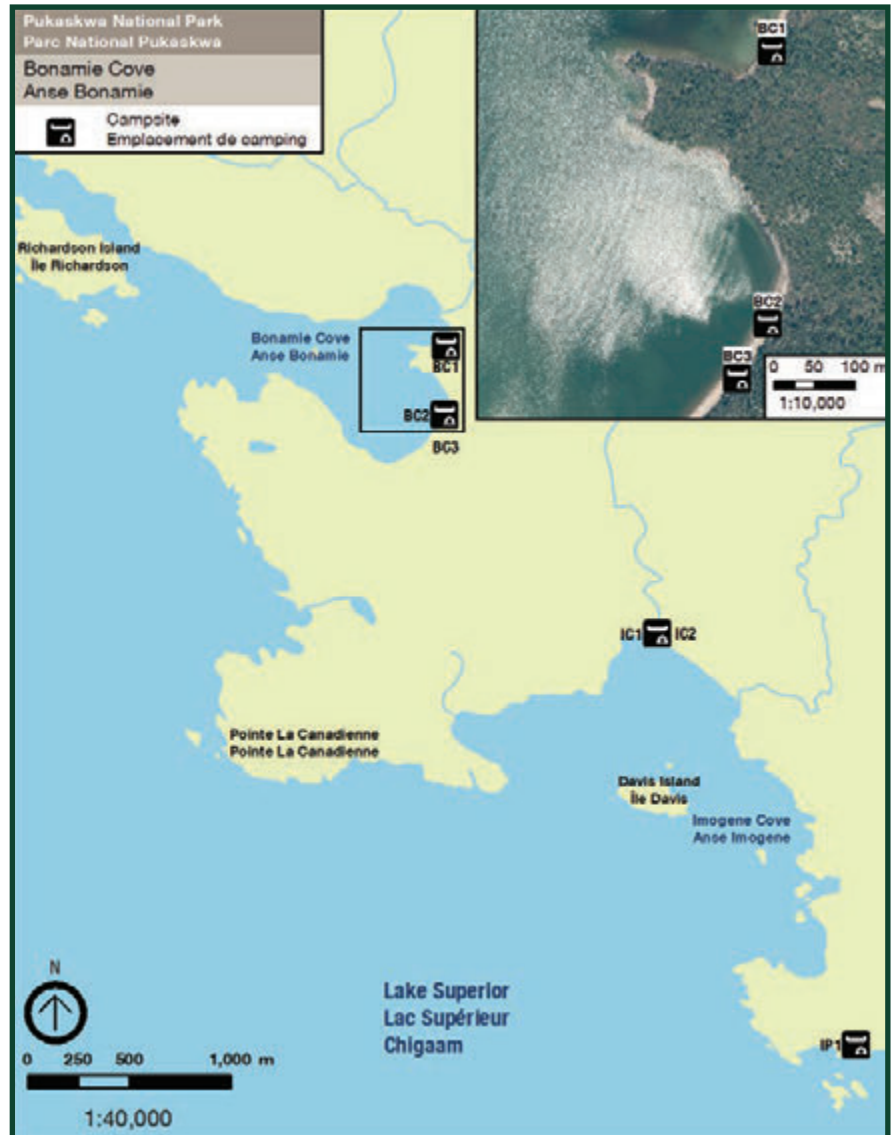 Pukaskwa National Park
Parc National Pukaskwa
Bonamie Cove
Anse Bonamie
Campsite
Emplacement de camping
BC1
BC2
BC3
0 50 100 m
1:10,000
Richardson Island
Île Richardson
Bonamie Cove
Anse Bonamie
BC1
BC2
BC3
IC1 IC2
Pointe La Canadienne
Pointe La Canadienne
Davis Island
Île Davis
Imogene Cove
Anse Imogene
Lake Superior
Lac Supérieur
Chigaam
IP1
N
0 250 500 1,000 m
1:40,000